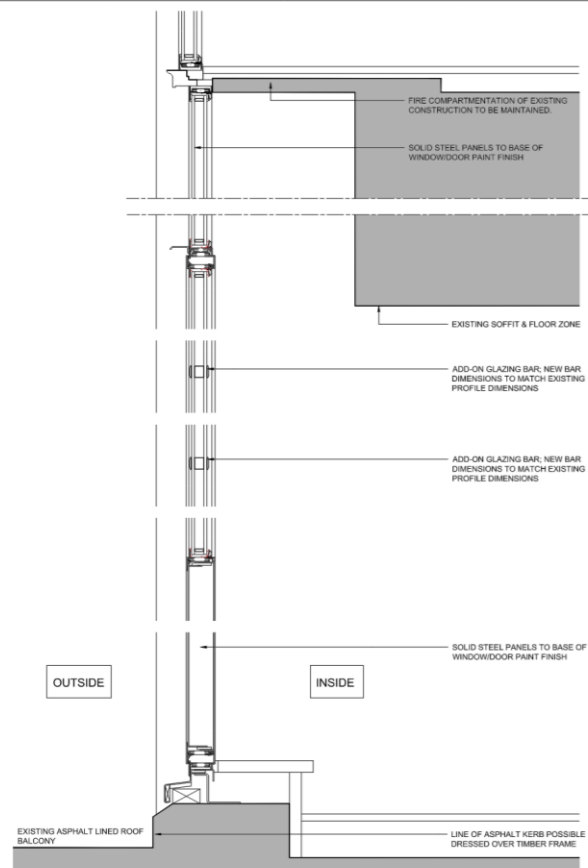 FIRE COMPARTMENTATION OF EXISTING
CONSTRUCTION TO BE MAINTAINED.
SOLID STEEL PANELS TO BASE OF
WINDOW/DOOR PAINT FINISH
EXISTING SOFFIT & FLOOR ZONE
ADD-ON GLAZING BAR; NEW BAR
DIMENSIONS TO MATCH EXISTING
PROFILE DIMENSIONS
ADD-ON GLAZING BAR; NEW BAR
DIMENSIONS TO MATCH EXISTING
PROFILE DIMENSIONS
SOLID STEEL PANELS TO BASE OF
WINDOW/DOOR PAINT FINISH
OUTSIDE
INSIDE
EXISTING ASPHALT LINED ROOF
BALCONY
LINE OF ASPHALT KERB POSSIBLE
DRESSED OVER TIMBER FRAME